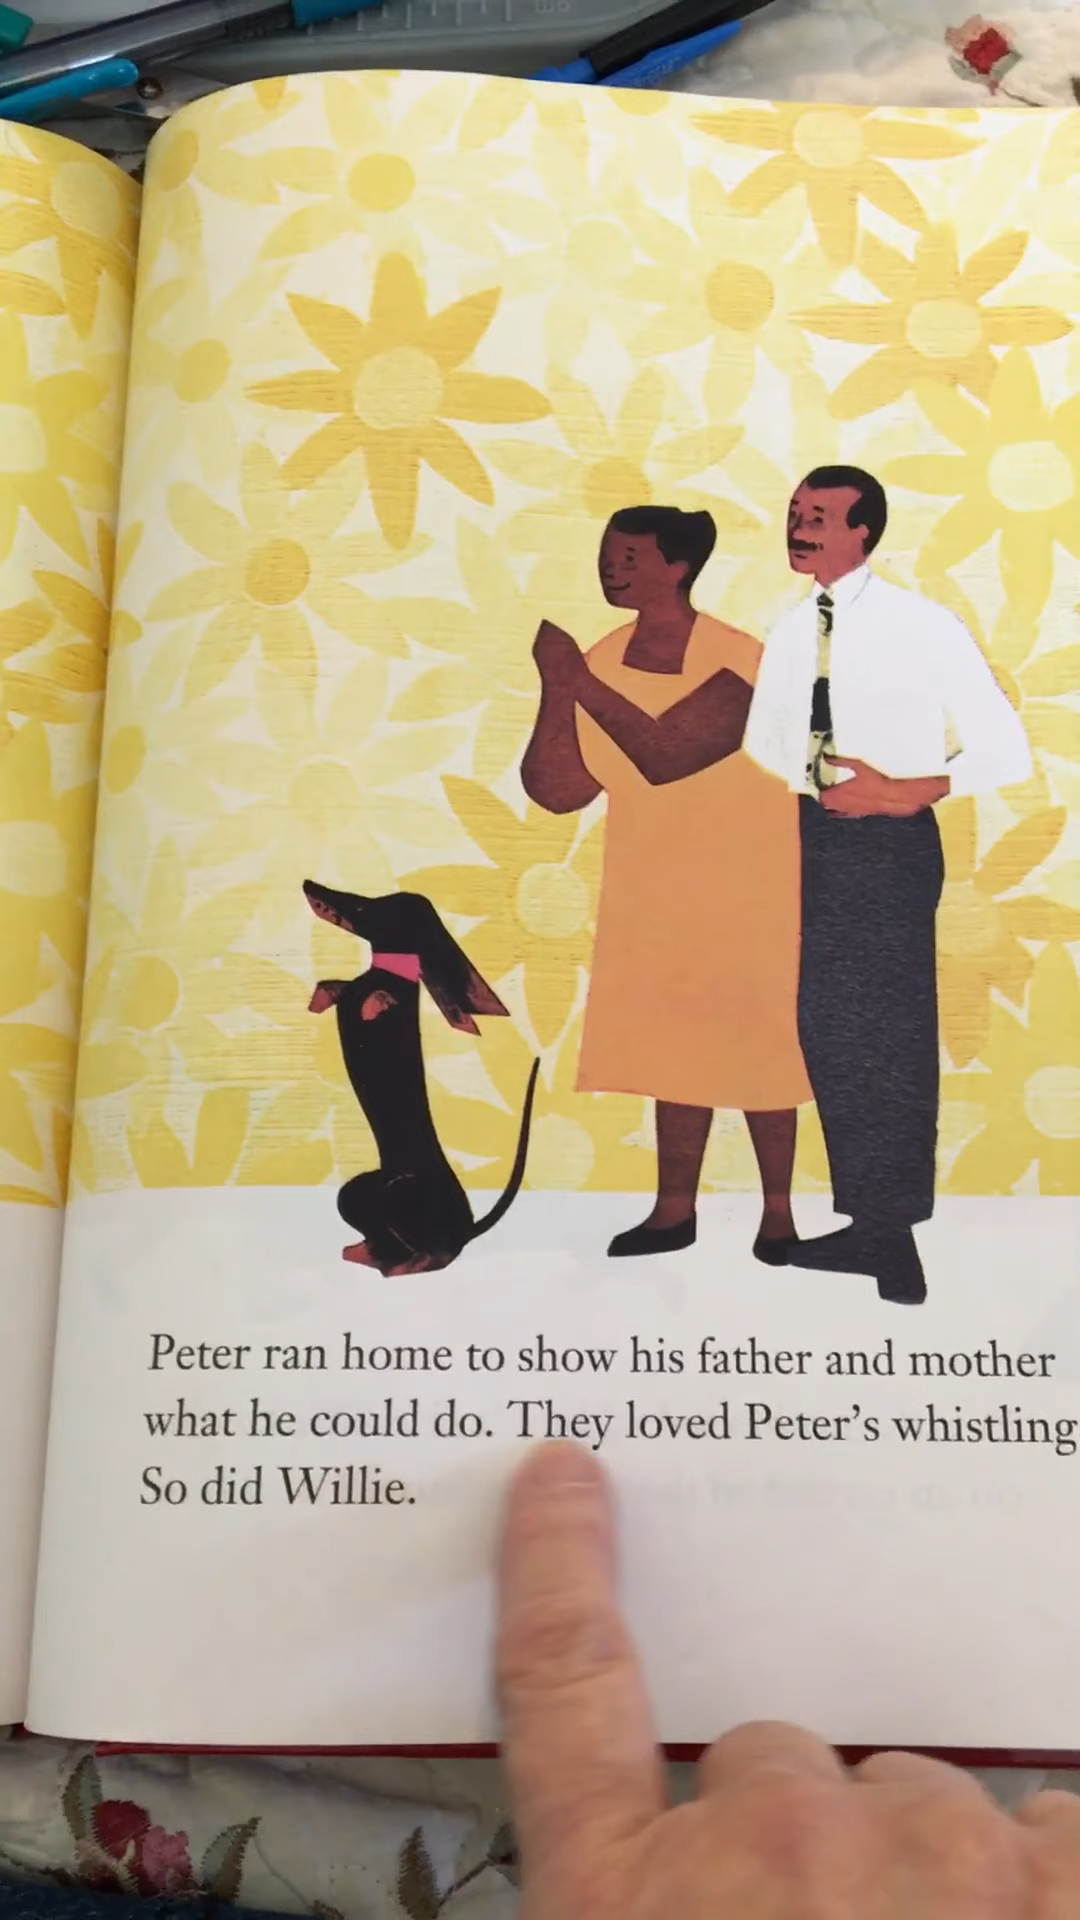 Peter ran home to show his father and mother
what he could do. They loved Peter's whistling
So did Willie.